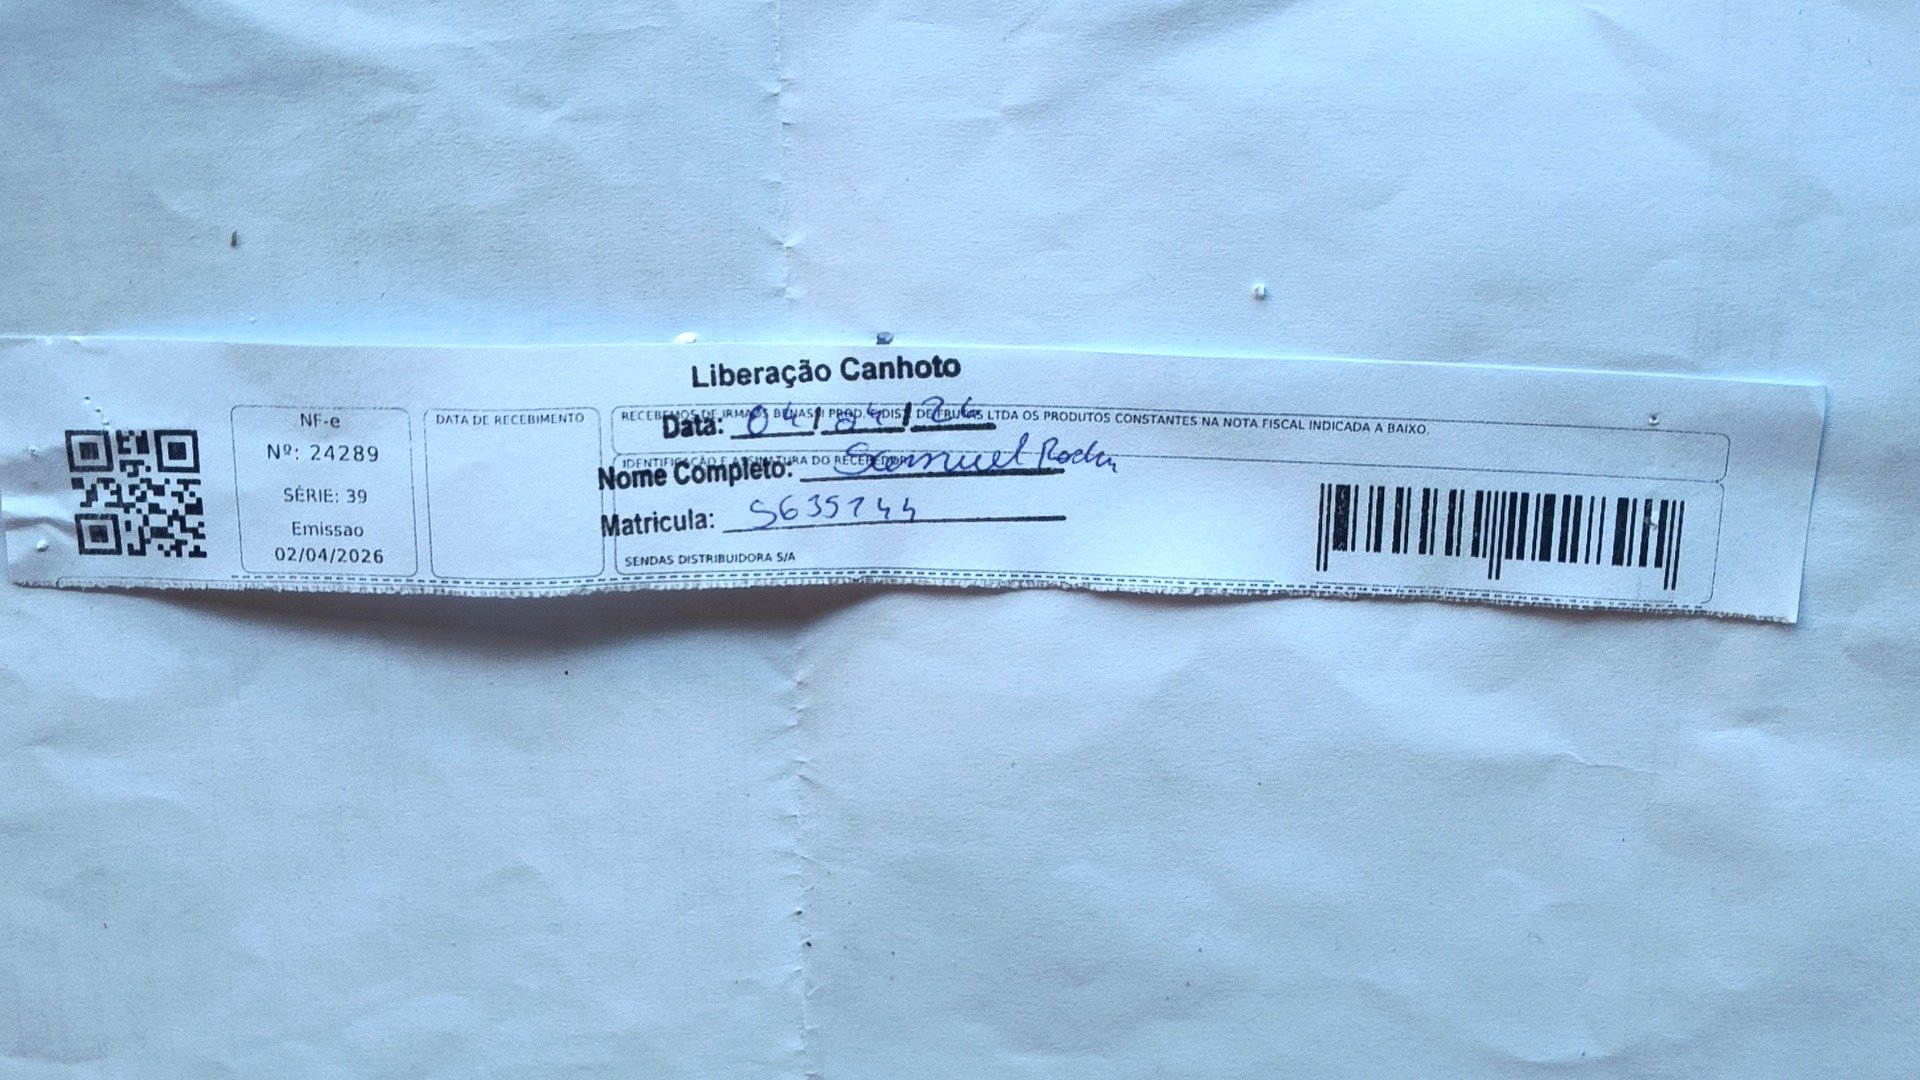 Liberação Canhoto
NF-e
Nº: 24289
SÉRIE: 39
Emissao
02/04/2026
DATA DE RECEBIMENTO
RECEBEMOS DE IRMAOS BENASSI PROD. E DIST. DE FRUTAS LTDA OS PRODUTOS CONSTANTES NA NOTA FISCAL INDICADA A BAIXO.
Data: 04/04/26
IDENTIFICAÇÃO E ASSINATURA DO RECEBEDOR
Nome Completo: Samuel
Matricula: 5635744
SENDAS DISTRIBUIDORA S/A